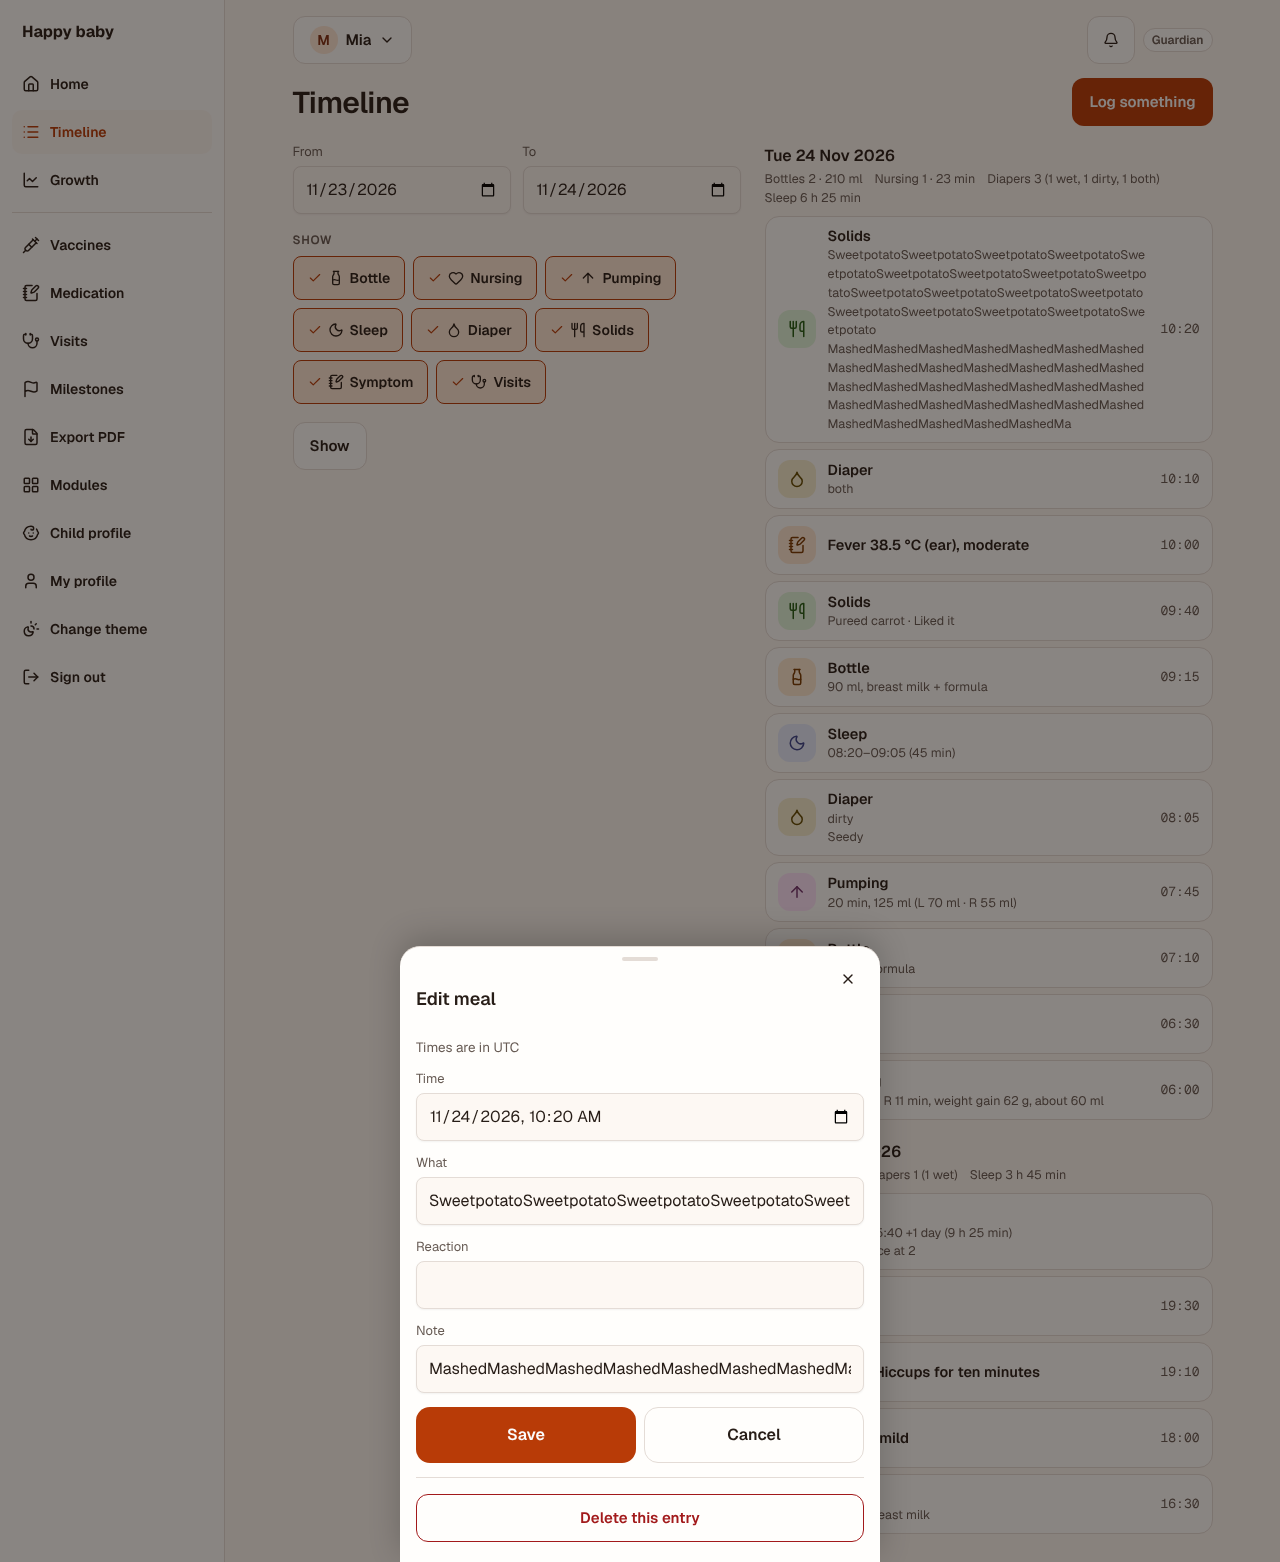 Happy baby
Home
Timeline
Growth
Vaccines
Medication
Visits
Milestones
Export PDF
Modules
Child profile
My profile
Change theme
Sign out
M Mia
Guardian
Timeline
Log something
From
To
11/23/2026
11/24/2026
SHOW
Bottle
Nursing
Pumping
Sleep
Diaper
Solids
Symptom
Visits
Show
Tue 24 Nov 2026
Bottles 2 · 210 ml Nursing 1 · 23 min Diapers 3 (1 wet, 1 dirty, 1 both)
Sleep 6 h 25 min
Solids
SweetpotatoSweetpotatoSweetpotatoSweetpotatoSwe
etpotatoSweetpotatoSweetpotatoSweetpotatoSweetpo
tatoSweetpotatoSweetpotatoSweetpotatoSweetpotato
SweetpotatoSweetpotatoSweetpotatoSweetpotatoSwe
etpotato
MashedMashedMashedMashedMashedMashedMashed
MashedMashedMashedMashedMashedMashedMashed
MashedMashedMashedMashedMashedMashedMashed
MashedMashedMashedMashedMashedMashedMashed
MashedMashedMashedMashedMashedMa
10:20
Diaper
both
10:10
Fever 38.5 °C (ear), moderate
10:00
Solids
Pureed carrot · Liked it
09:40
Bottle
90 ml, breast milk + formula
09:15
Sleep
08:20–09:05 (45 min)
Diaper
dirty
Seedy
08:05
Pumping
20 min, 125 ml (L 70 ml · R 55 ml)
07:45
ormula
07:10
06:30
R 11 min, weight gain 62 g, about 60 ml
06:00
26
apers 1 (1 wet) Sleep 3 h 45 min
:40 +1 day (9 h 25 min)
ce at 2
19:30
Hiccups for ten minutes
19:10
mild
18:00
east milk
16:30
Edit meal
Times are in UTC
Time
11/24/2026, 10:20 AM
What
SweetpotatoSweetpotatoSweetpotatoSweetpotatoSweet
Reaction
Note
MashedMashedMashedMashedMashedMashedMashedMa
Save
Cancel
Delete this entry